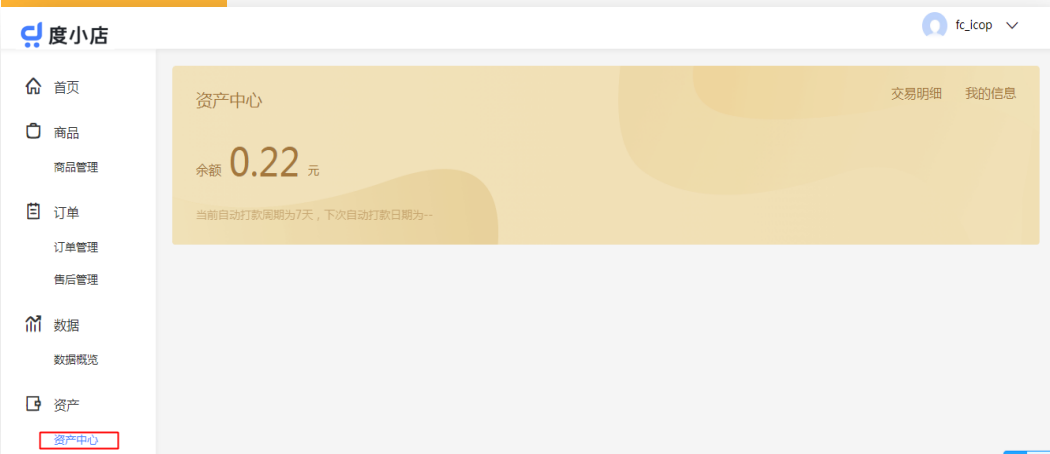 度小店
fc_icop
首页
商品
商品管理
订单
订单管理
售后管理
数据
数据概览
资产
资产中心
资产中心
交易明细 我的信息
余额 0.22 元
当前自动打款周期为7天，下次自动打款日期为--